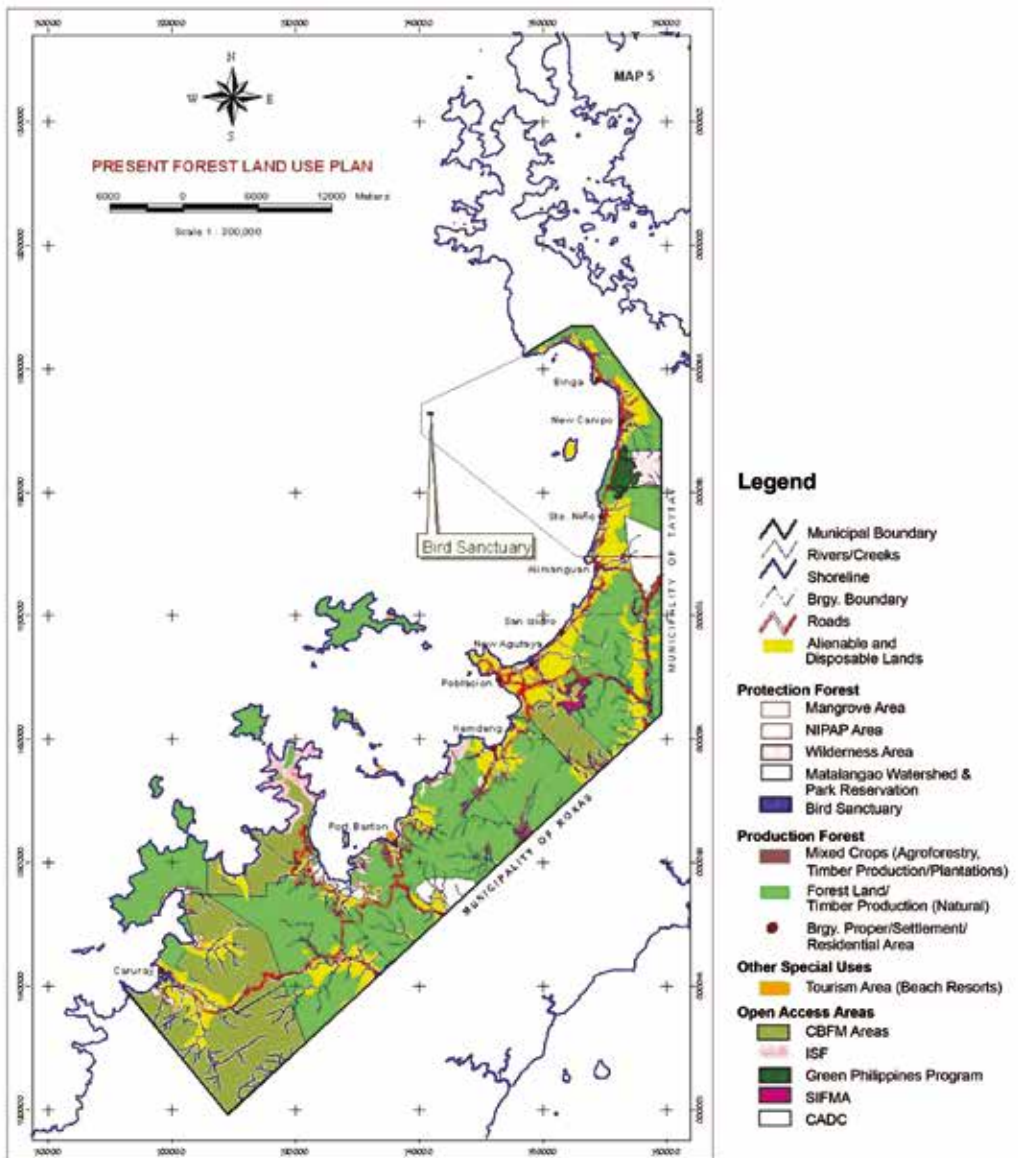 MAP 5
N
W E
S
PRESENT FOREST LAND USE PLAN
6000 0 6000 12000 Meters
Scale 1 : 200,000
Binga
New Canipo
Sto. Niño
Bird Sanctuary
Alimanguan
MUNICIPALITY OF TAYTAY
San Isidro
New Agutaya
Poblacion
Kemdeng
Port Barton
MUNICIPALITY OF ROXAS
Caruray
Legend
Municipal Boundary
Rivers/Creeks
Shoreline
Brgy. Boundary
Roads
Alienable and
Disposable Lands
Protection Forest
Mangrove Area
NIPAP Area
Wilderness Area
Matalangao Watershed &
Park Reservation
Bird Sanctuary
Production Forest
Mixed Crops (Agroforestry,
Timber Production/Plantations)
Forest Land/
Timber Production (Natural)
Brgy. Proper/Settlement/
Residential Area
Other Special Uses
Tourism Area (Beach Resorts)
Open Access Areas
CBFM Areas
ISF
Green Philippines Program
SIFMA
CADC